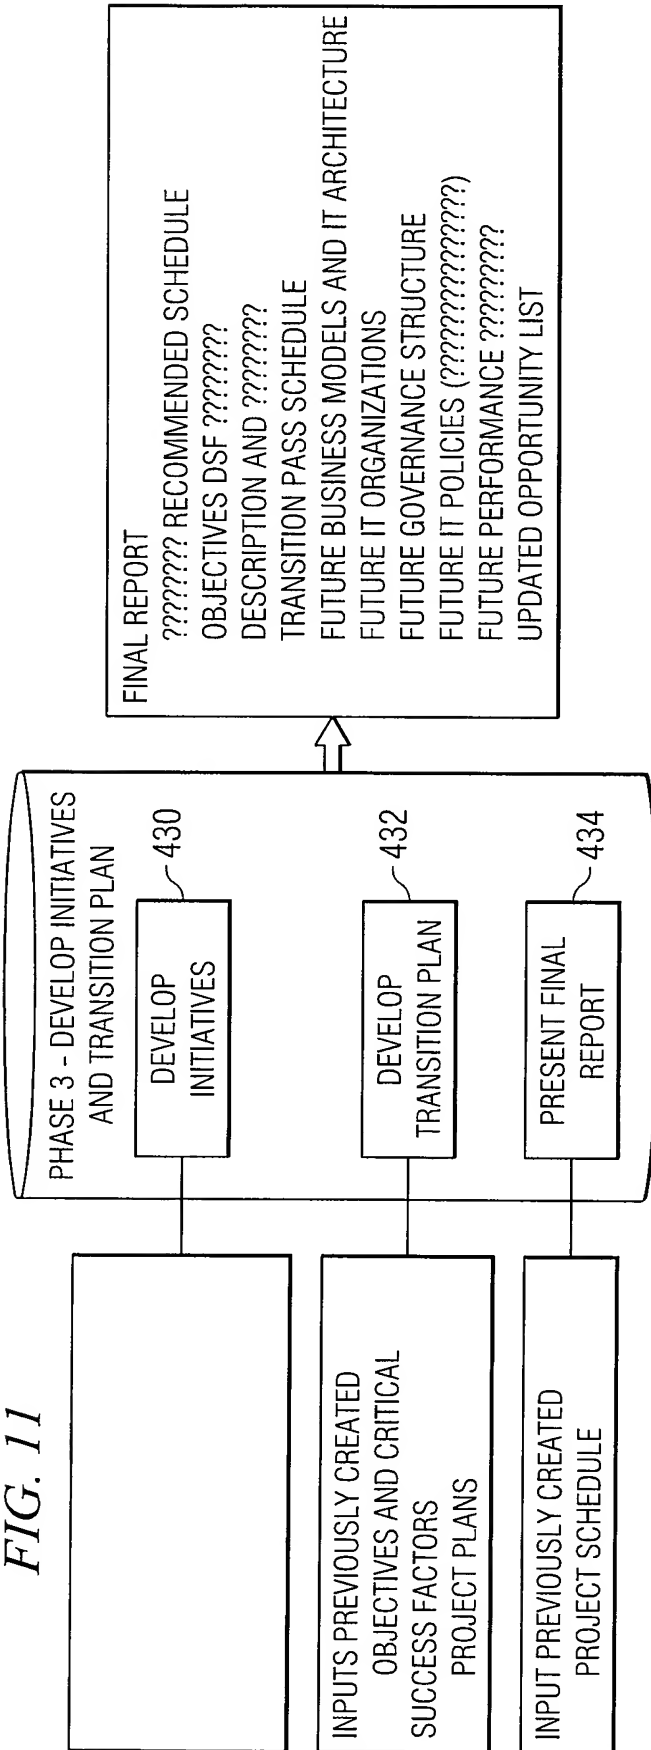 FIG. 11
INPUTS PREVIOUSLY CREATED
OBJECTIVES AND CRITICAL
SUCCESS FACTORS
PROJECT PLANS
INPUT PREVIOUSLY CREATED
PROJECT SCHEDULE
PHASE 3 - DEVELOP INITIATIVES
AND TRANSITION PLAN
DEVELOP
INITIATIVES
430
DEVELOP
TRANSITION PLAN
432
PRESENT FINAL
REPORT
434
FINAL REPORT
???????? RECOMMENDED SCHEDULE
OBJECTIVES DSF ????????
DESCRIPTION AND ????????
TRANSITION PASS SCHEDULE
FUTURE BUSINESS MODELS AND IT ARCHITECTURE
FUTURE IT ORGANIZATIONS
FUTURE GOVERNANCE STRUCTURE
FUTURE IT POLICIES (????????????????)
FUTURE PERFORMANCE ??????????
UPDATED OPPORTUNITY LIST